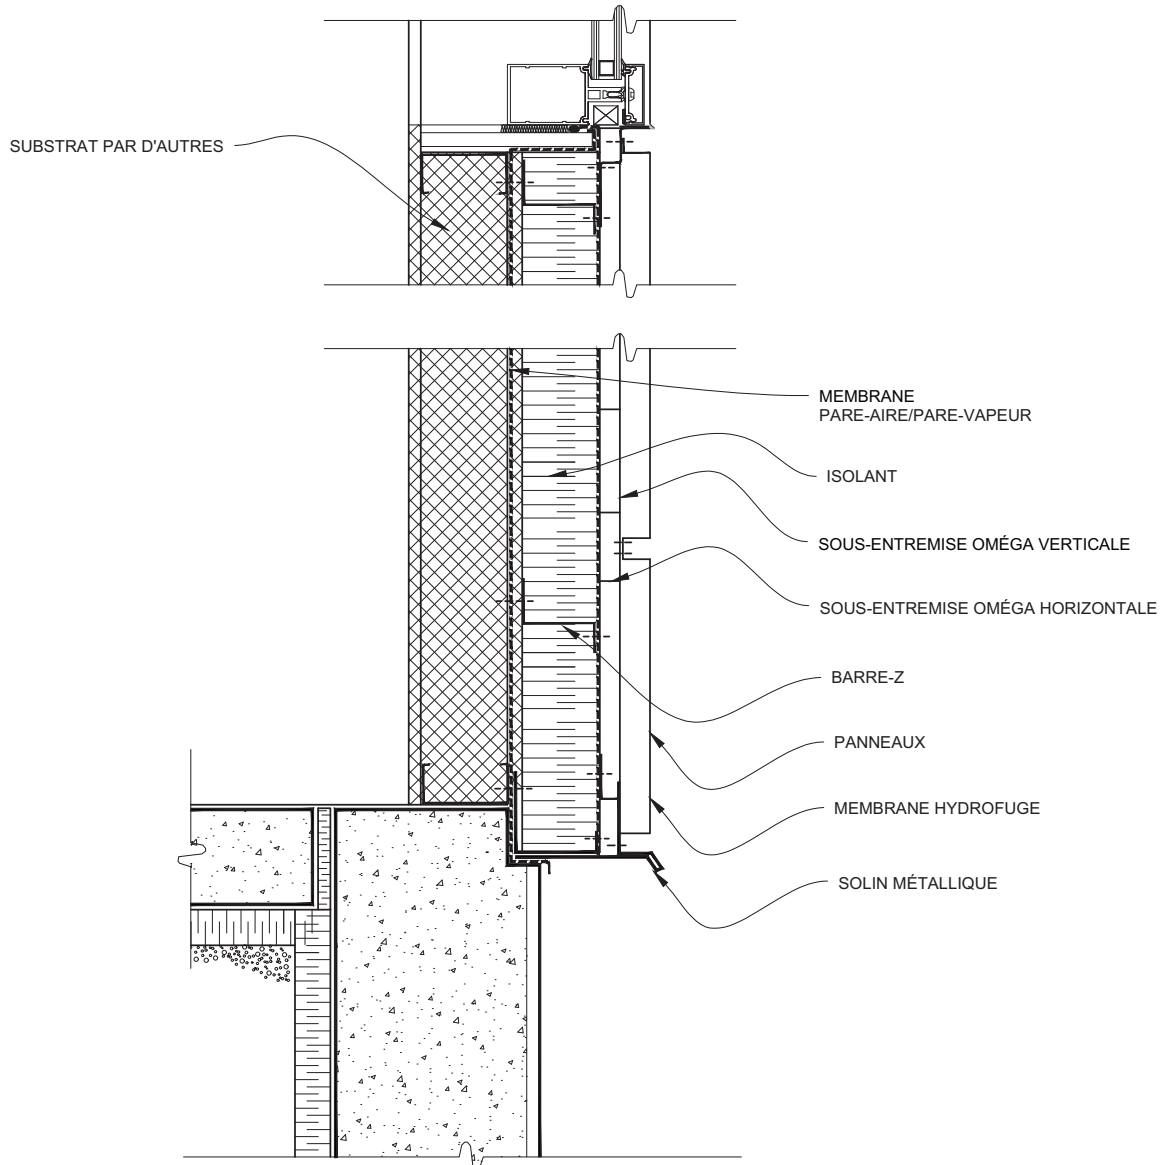 SUBSTRAT PAR D'AUTRES
MEMBRANE
PARE-AIRE/PARE-VAPEUR
ISOLANT
SOUS-ENTREMISE OMÉGA VERTICALE
SOUS-ENTREMISE OMÉGA HORIZONTALE
BARRE-Z
PANNEAUX
MEMBRANE HYDROFUGE
SOLIN MÉTALLIQUE